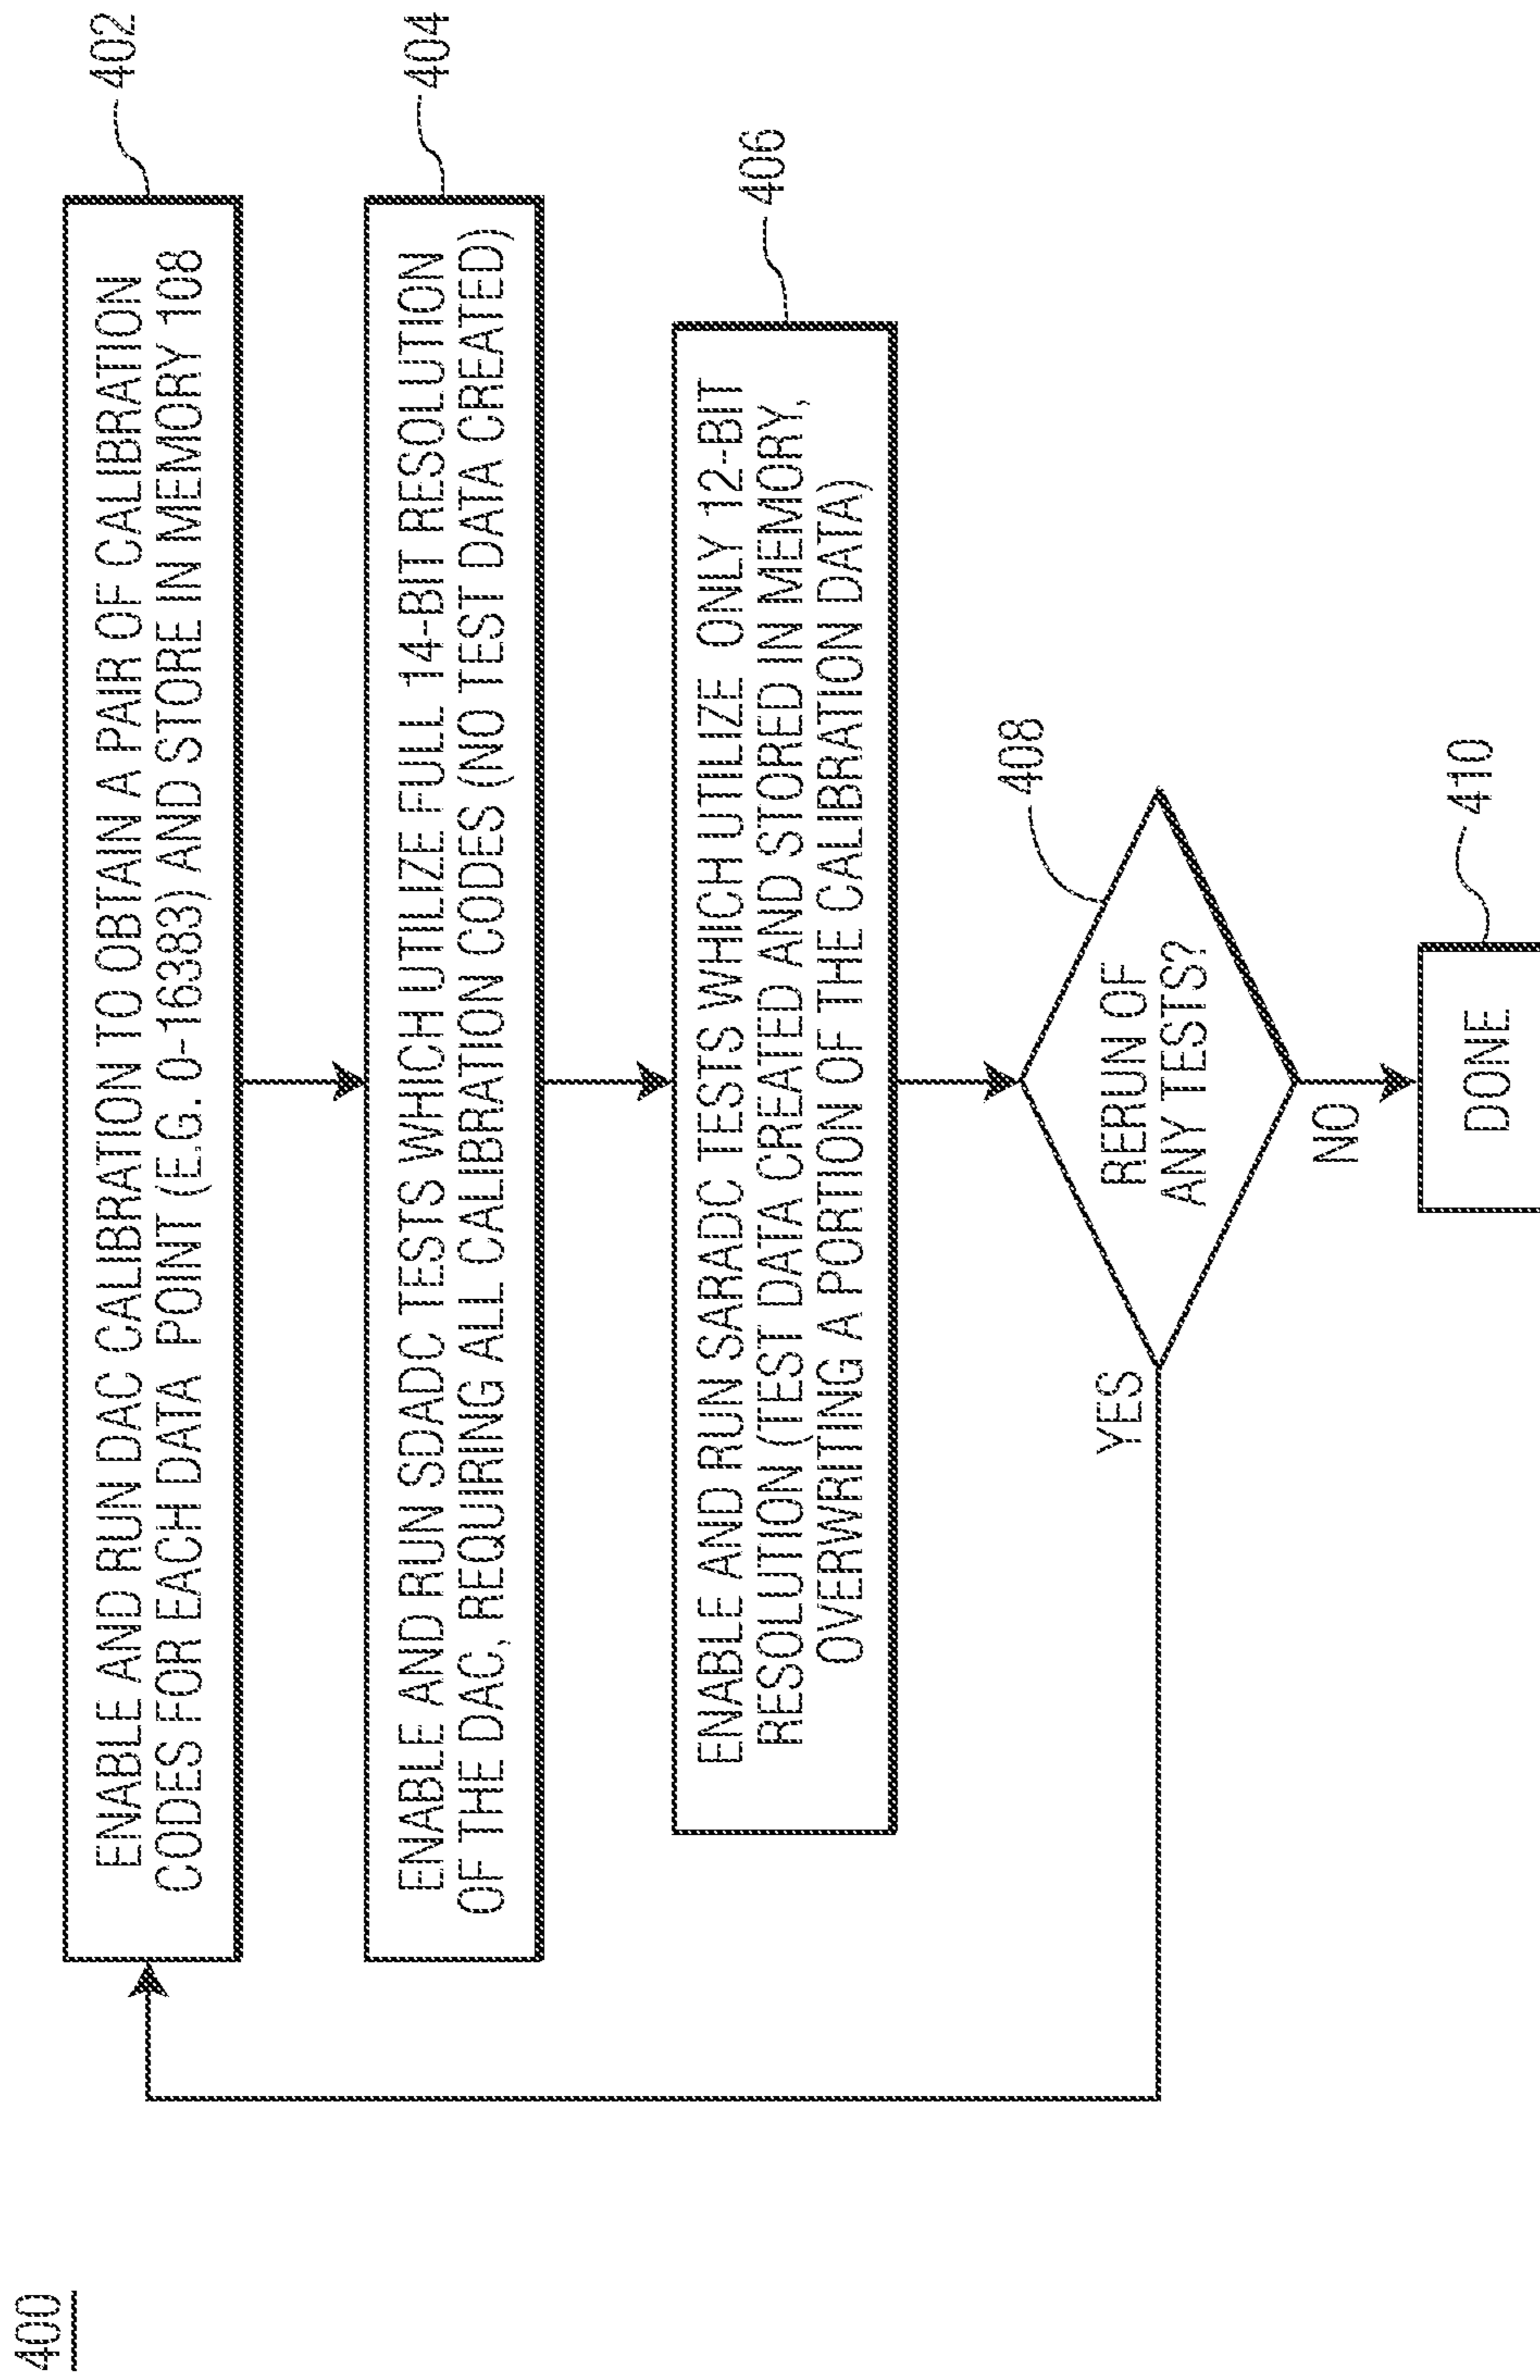 400
ENABLE AND RUN DAC CALIBRATION TO OBTAIN A PAIR OF CALIBRATION
CODES FOR EACH DATA POINT (E.G. 0-16383) AND STORE IN MEMORY 108
402
ENABLE AND RUN SDADC TESTS WHICH UTILIZE FULL 14-BIT RESOLUTION
OF THE DAC, REQUIRING ALL CALIBRATION CODES (NO TEST DATA CREATED)
404
ENABLE AND RUN SARADC TESTS WHICH UTILIZE ONLY 12-BIT
RESOLUTION (TEST DATA CREATED AND STORED IN MEMORY,
OVERWRITING A PORTION OF THE CALIBRATION DATA)
406
408
RERUN OF
ANY TESTS?
YES
NO
410
DONE